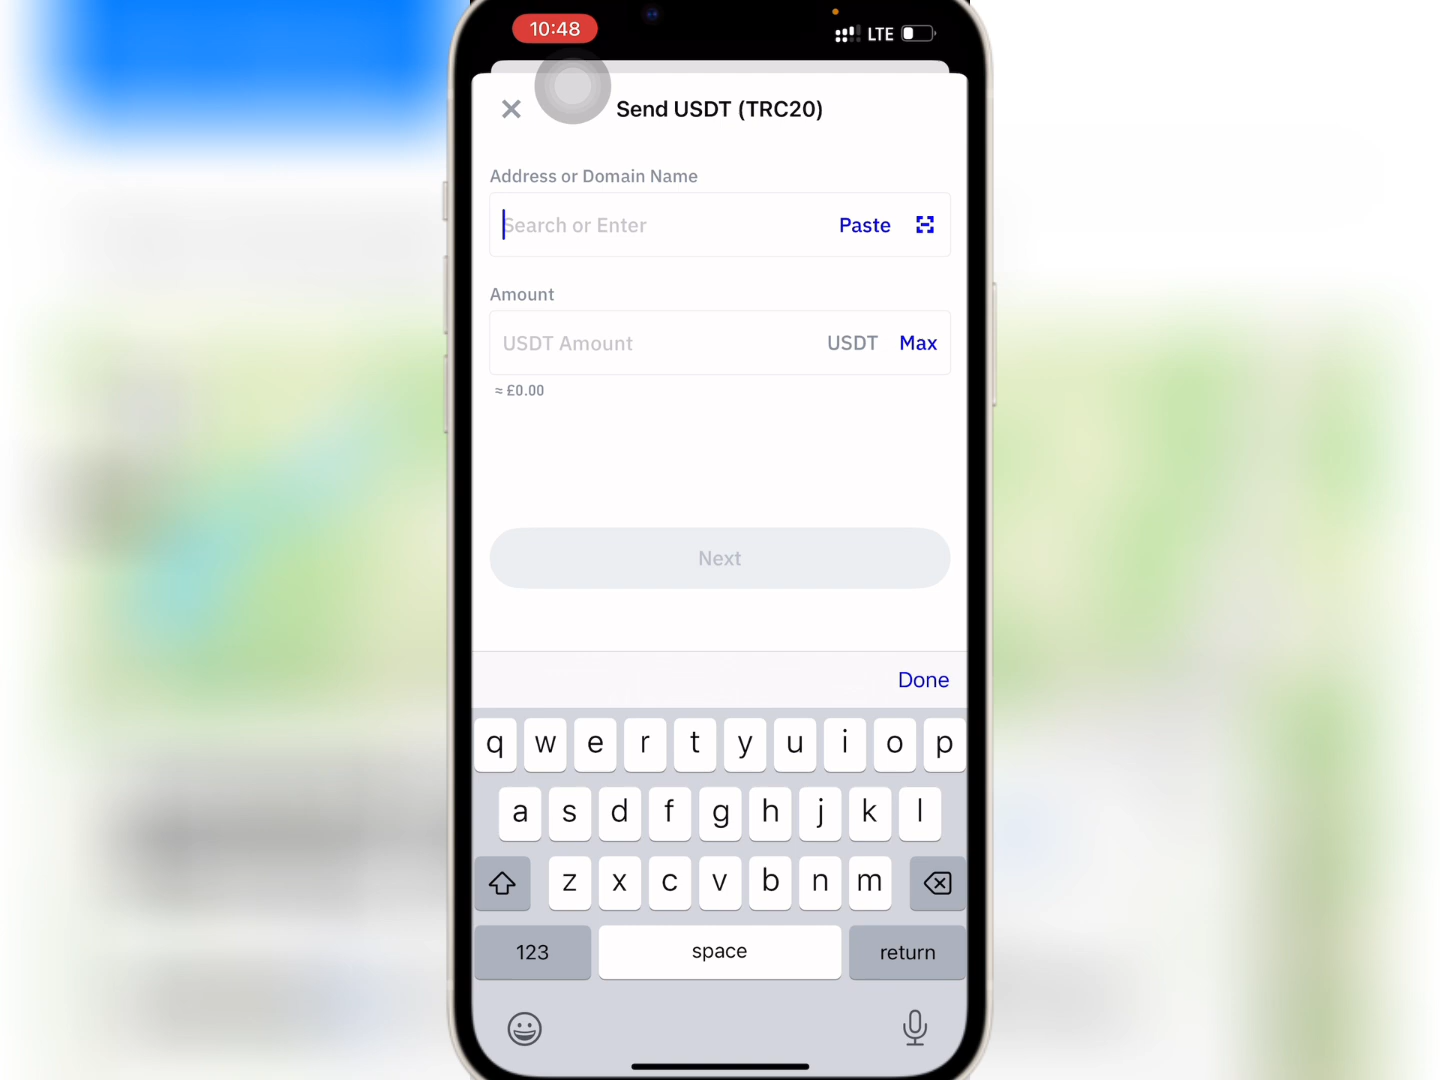 10:48
LTE
Send USDT (TRC20)
Address or Domain Name
Search or Enter Paste
Amount
USDT Amount USDT Max
≈ £0.00
Next
Done
q w e r t y u i o p
a s d f g h j k l
z x c v b n m
123 space return